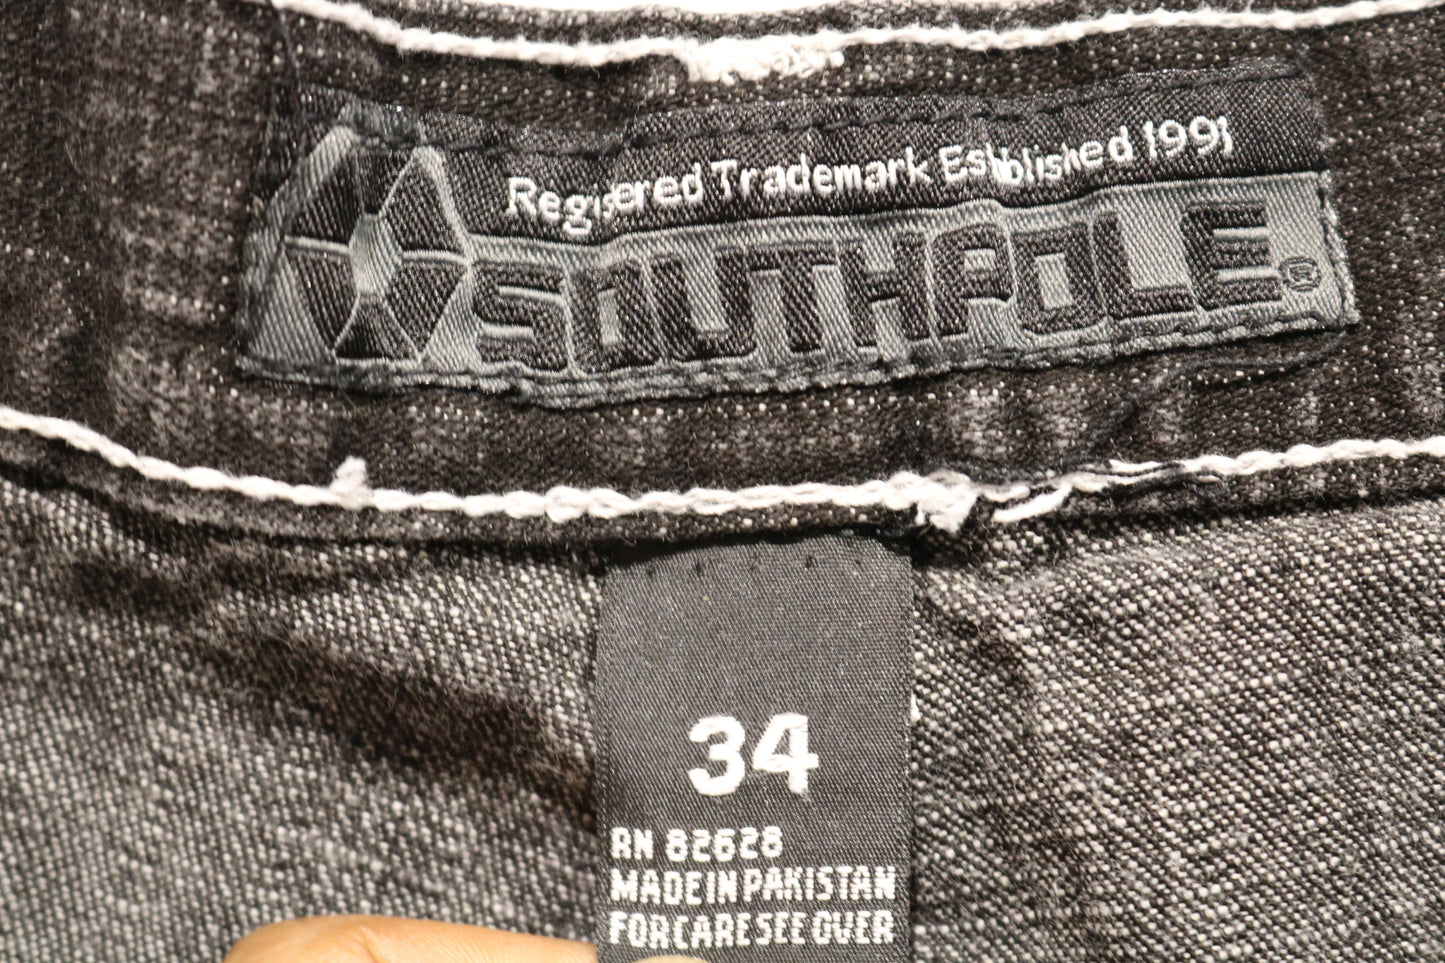 Registered Trademark Established 1991
SOUTHPOLE ®
34
RN 82628
MADE IN PAKISTAN
FOR CARE SEE OVER